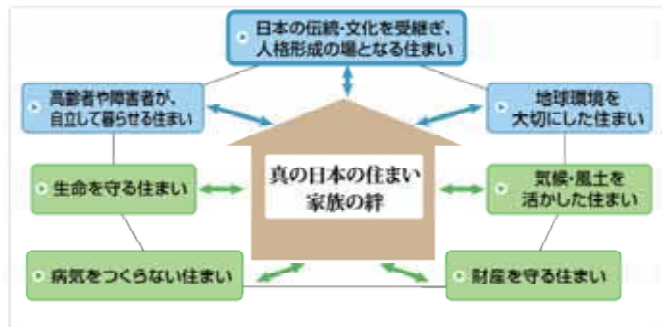 日本の伝統・文化を受継ぎ、
人格形成の場となる住まい
高齢者や障害者が、
自立して暮らせる住まい
地球環境を
大切にした住まい
生命を守る住まい
真の日本の住まい
家族の絆
気候・風土を
活かした住まい
病気をつくらない住まい
財産を守る住まい